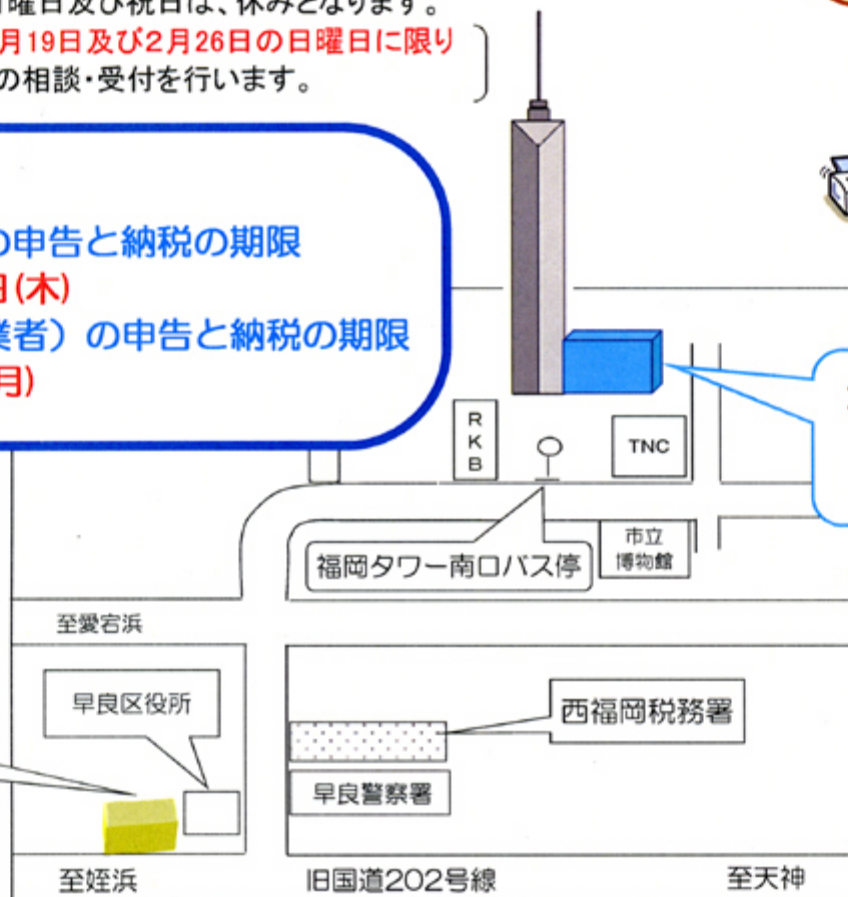 曜日及び祝日は、休みとなります。
月19日及び2月26日の日曜日に限り
の相談・受付を行います。
の申告と納税の期限
日(木)
業者）の申告と納税の期限
月)
RKB
TNC
市立
博物館
福岡タワー南口バス停
至愛宕浜
早良区役所
西福岡税務署
早良警察署
至姪浜
旧国道202号線
至天神